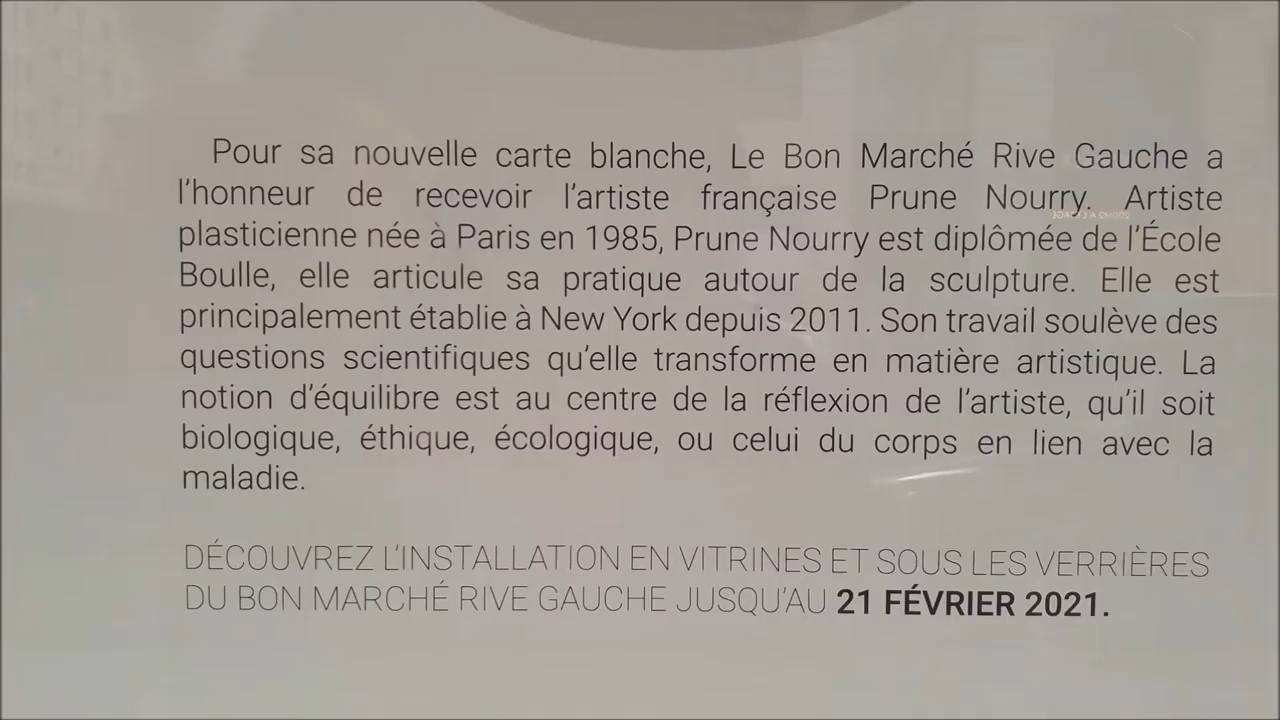 Pour sa nouvelle carte blanche, Le Bon Marché Rive Gauche a
l'honneur de recevoir l'artiste française Prune Nourry. Artiste
plasticienne née à Paris en 1985, Prune Nourry est diplômée de l'École
Boulle, elle articule sa pratique autour de la sculpture. Elle est
principalement établie à New York depuis 2011. Son travail soulève des
questions scientifiques qu'elle transforme en matière artistique. La
notion d'équilibre est au centre de la réflexion de l'artiste, qu'il soit
biologique, éthique, écologique, ou celui du corps en lien avec la
maladie.
DÉCOUVREZ L'INSTALLATION EN VITRINES ET SOUS LES VERRIÈRES
DU BON MARCHÉ RIVE GAUCHE JUSQU'AU 21 FÉVRIER 2021.